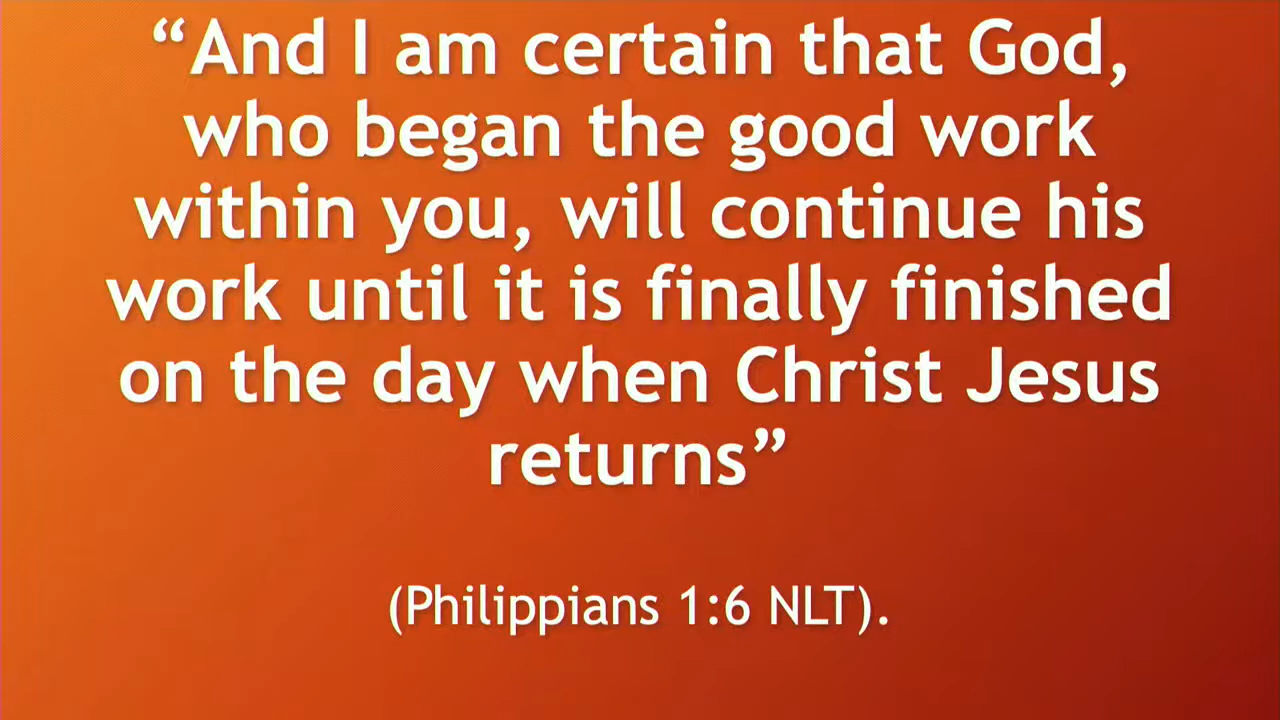 “And I am certain that God,
who began the good work
within you, will continue his
work until it is finally finished
on the day when Christ Jesus
returns”
(Philippians 1:6 NLT).